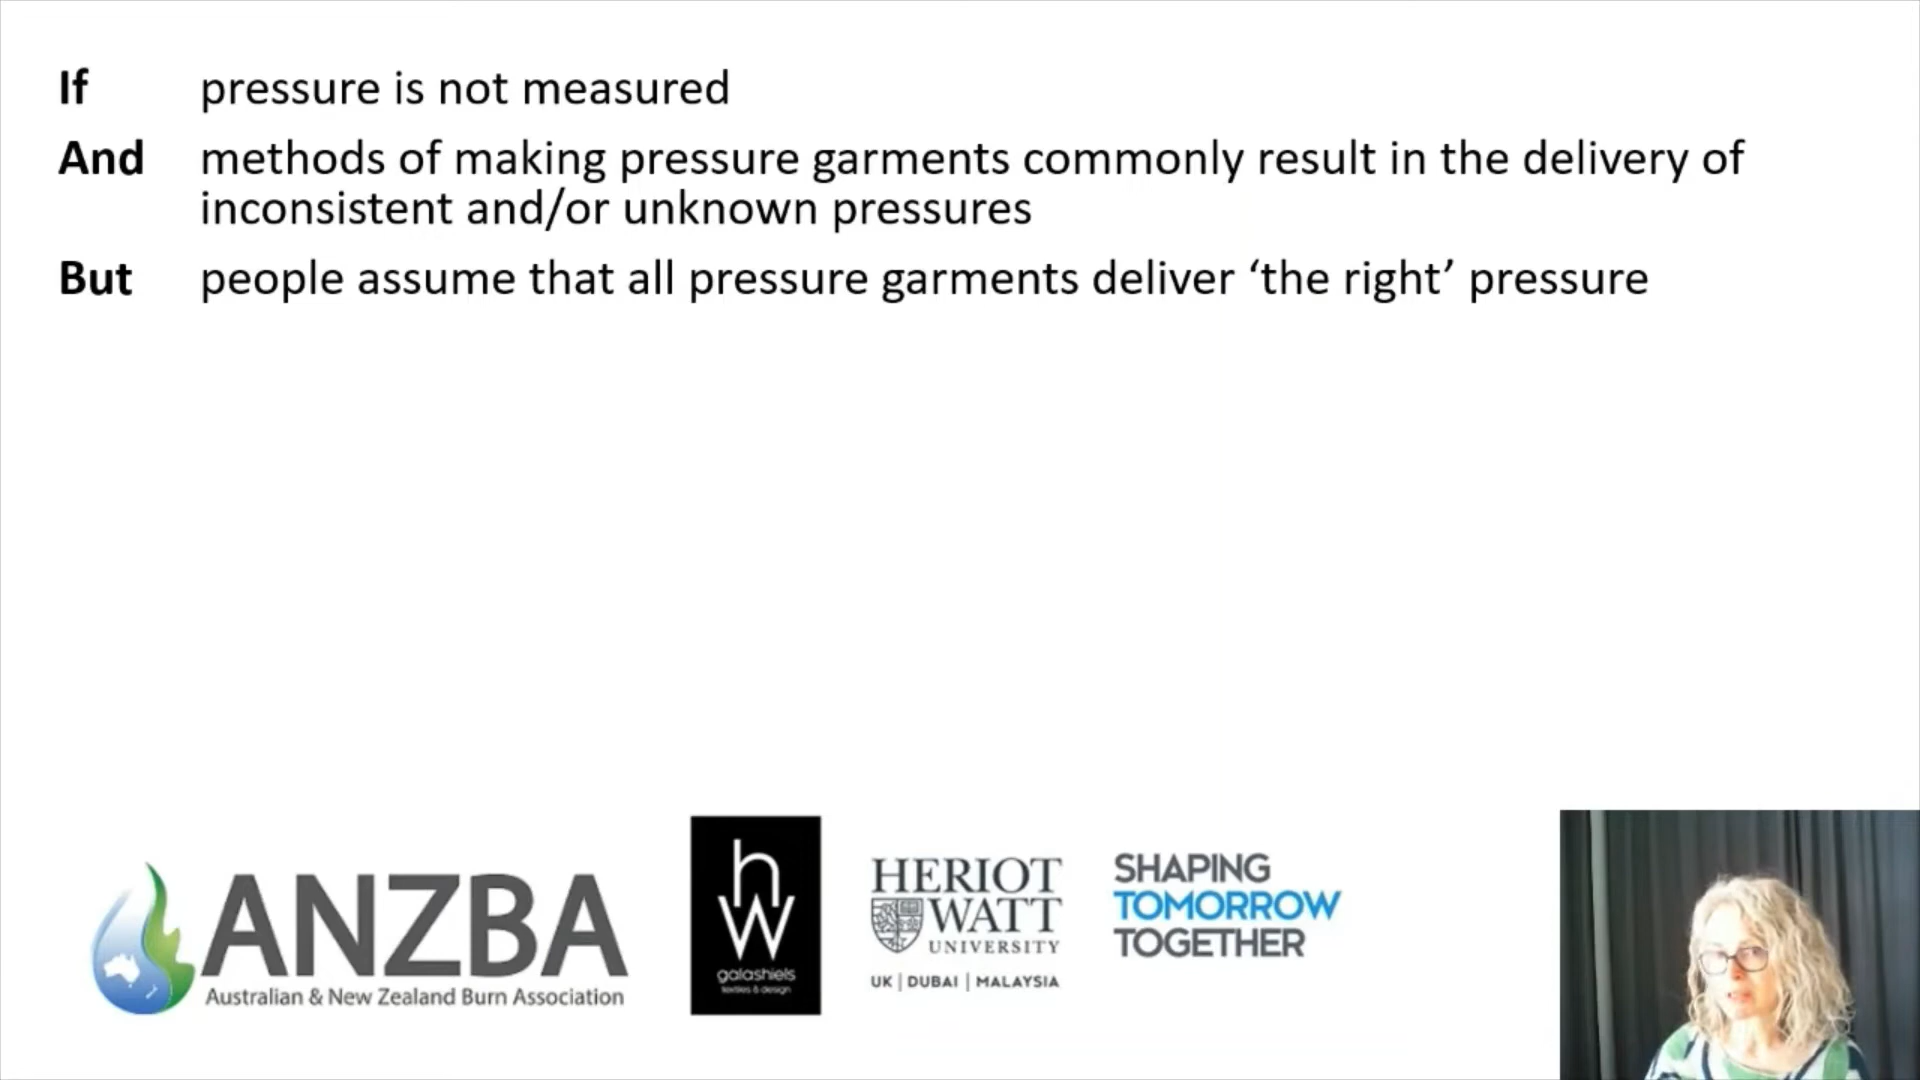 If pressure is not measured
And methods of making pressure garments commonly result in the delivery of
inconsistent and/or unknown pressures
But people assume that all pressure garments deliver ‘the right’ pressure
ANZBA
Australian & New Zealand Burn Association
hw
galashiels
textiles & design
HERIOT
WATT
UNIVERSITY
UK | DUBAI | MALAYSIA
SHAPING
TOMORROW
TOGETHER